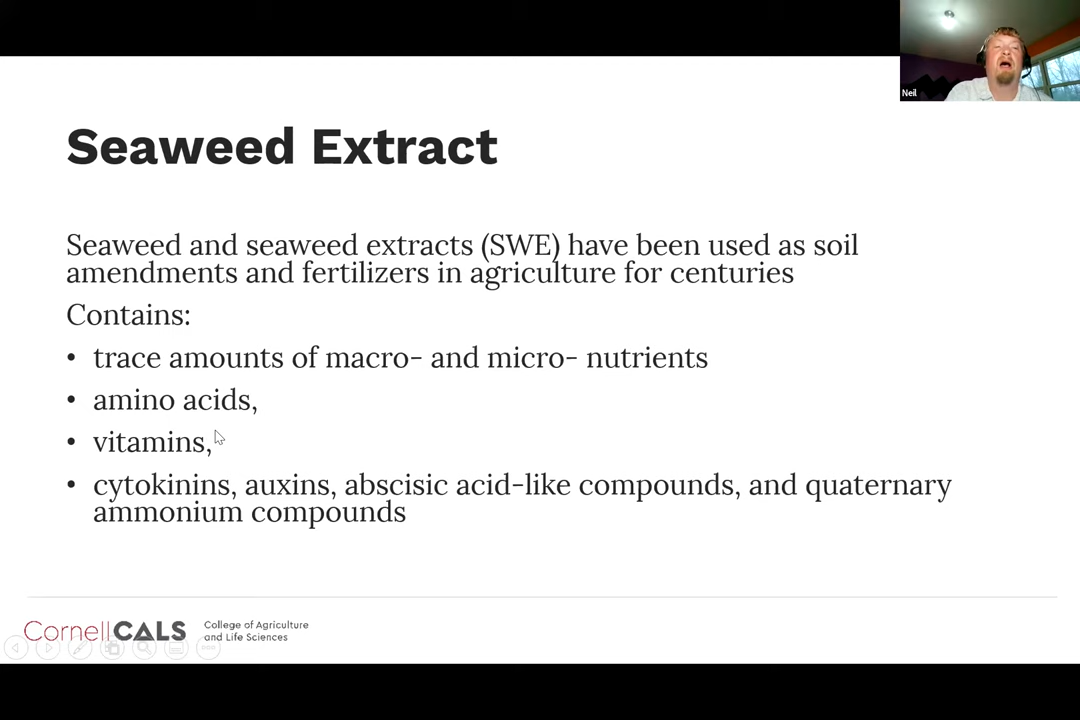 Neil
Seaweed Extract
Seaweed and seaweed extracts (SWE) have been used as soil
amendments and fertilizers in agriculture for centuries
Contains:
• trace amounts of macro- and micro- nutrients
• amino acids,
• vitamins,
• cytokinins, auxins, abscisic acid-like compounds, and quaternary
ammonium compounds
CornellCALS
College of Agriculture
and Life Sciences